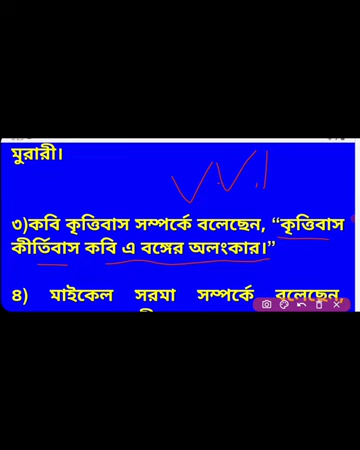 মুরারী।
V.V.I
৩)কবি কৃত্তিবাস সম্পর্কে বলেছেন, “কৃত্তিবাস
কীর্তিবাস কবি এ বঙ্গের অলংকার।”
৪) মাইকেল সরমা সম্পর্কে বলেছেন,